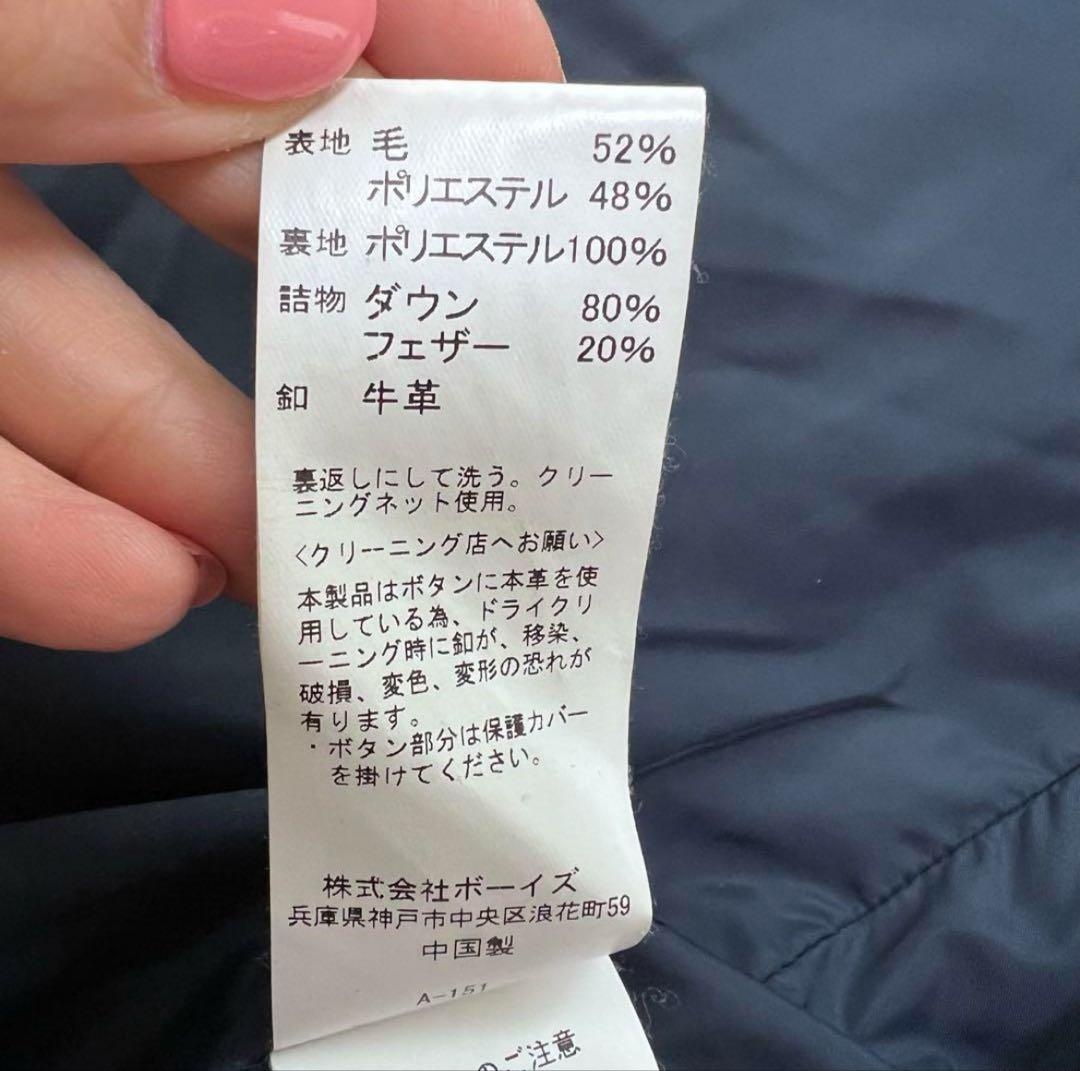 表地 毛 52%
ポリエステル 48%
裏地 ポリエステル100%
詰物 ダウン 80%
フェザー 20%
釦 牛革
裏返しにして洗う。クリー
ニングネット使用。
<クリーニング店へお願い>
本製品はボタンに本革を使
用している為、ドライクリ
ーニング時に釦が、移染、
破損、変色、変形の恐れが
有ります。
・ボタン部分は保護カバー
を掛けてください。
株式会社ボーイズ
兵庫県神戸市中央区浪花町59
中国製
A-151
のご注意